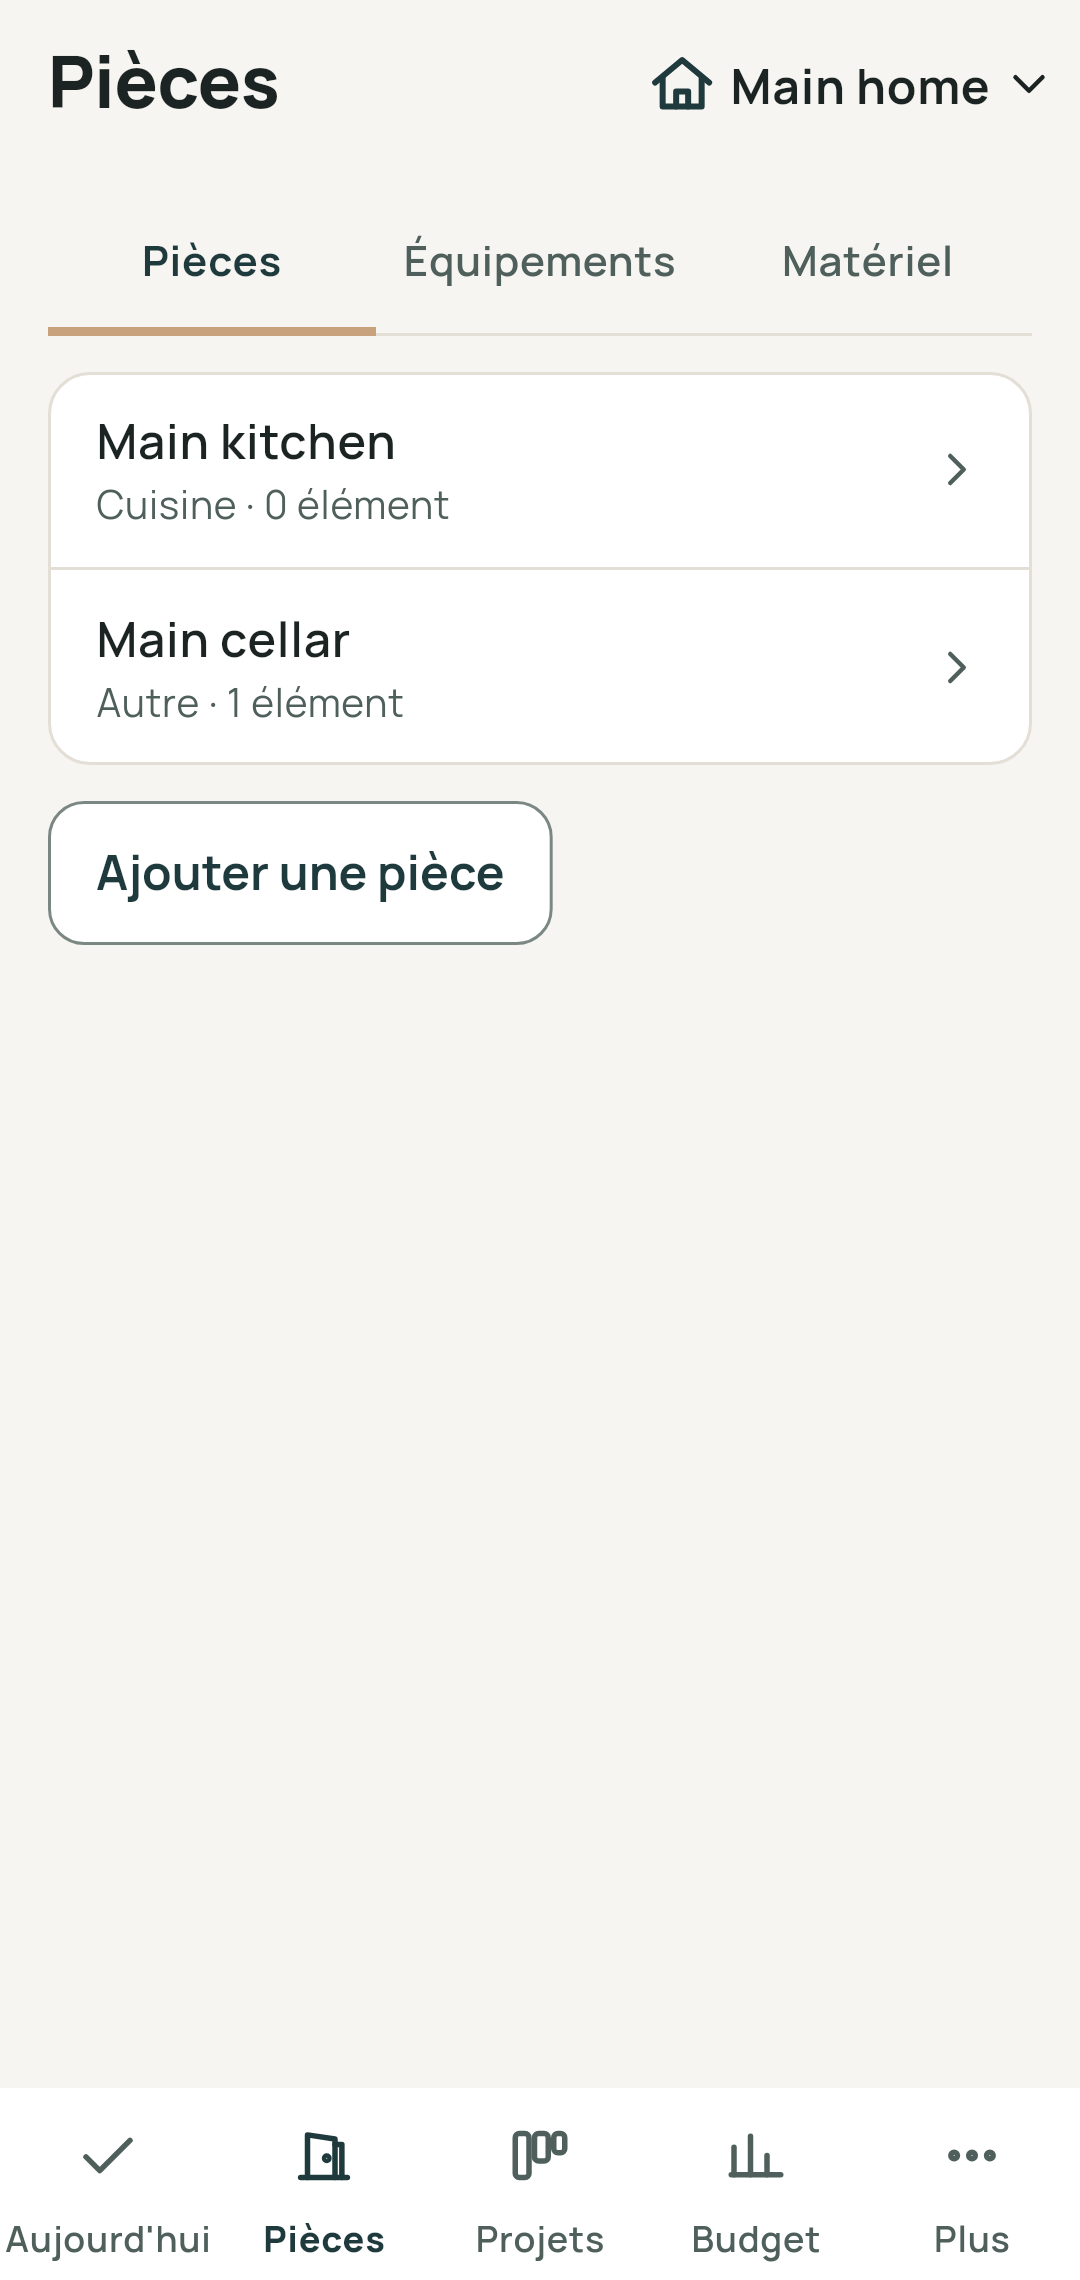 Pièces
Main home
Pièces
Équipements
Matériel
Main kitchen
Cuisine · 0 élément
Main cellar
Autre · 1 élément
Ajouter une pièce
Aujourd'hui
Pièces
Projets
Budget
Plus